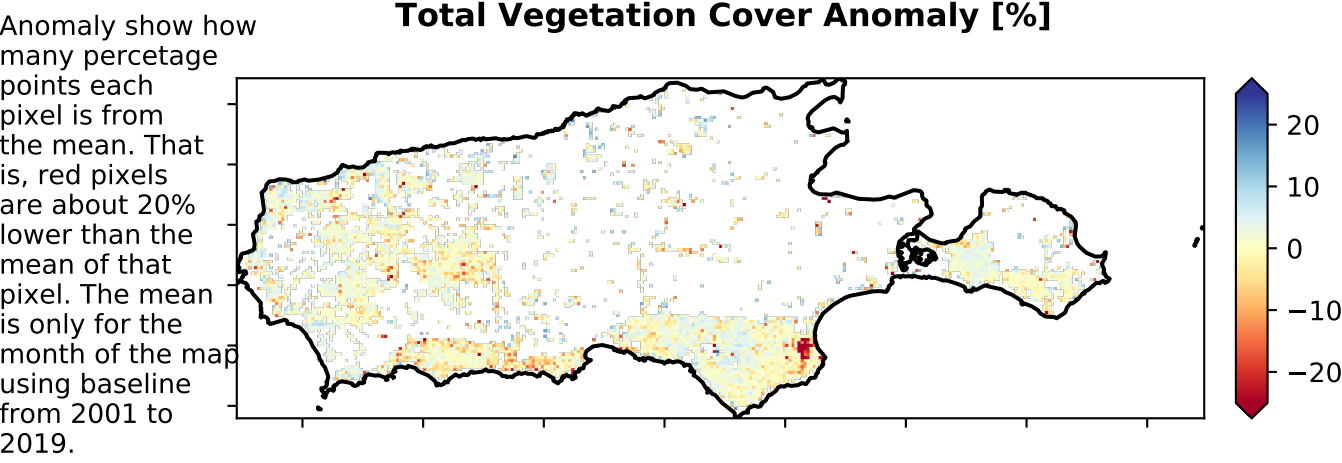 Total Vegetation Cover Anomaly [%]
Anomaly show how
many percetage
points each
pixel is from
the mean. That
is, red pixels
are about 20%
lower than the
mean of that
pixel. The mean
is only for the
month of the map
using baseline
from 2001 to
2019.
20
10
0
−10
−20